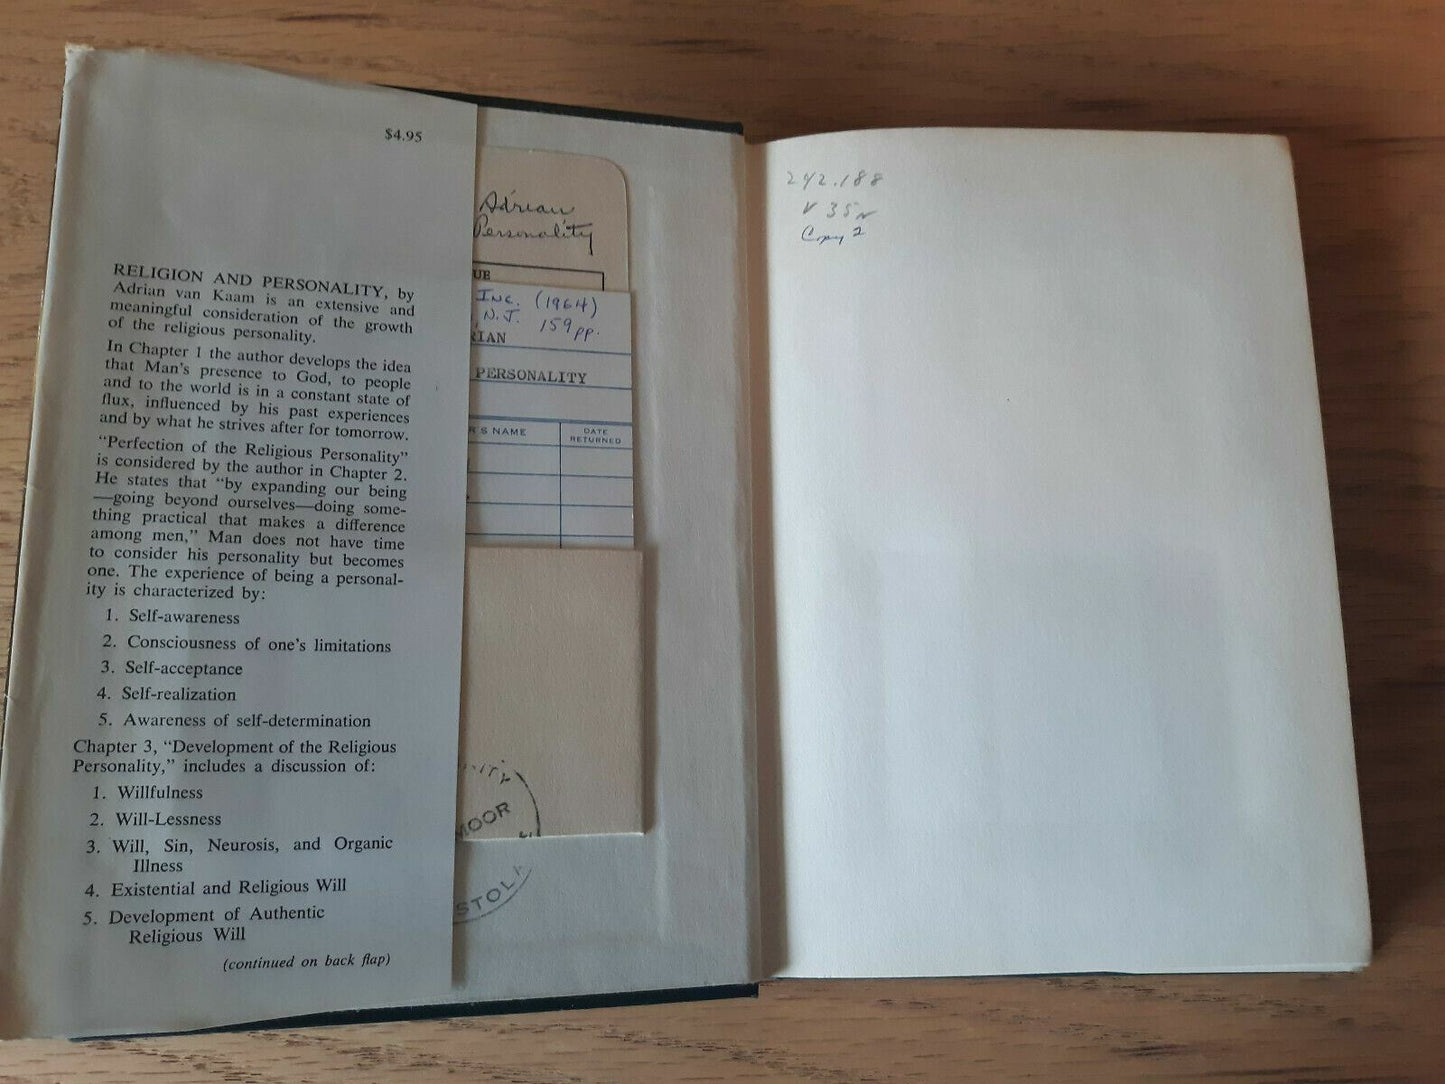 $4.95
RELIGION AND PERSONALITY, by
Adrian van Kaam is an extensive and
meaningful consideration of the growth
of the religious personality.
In Chapter 1 the author develops the idea
that Man's presence to God, to people
and to the world is in a constant state of
flux, influenced by his past experiences
and by what he strives after for tomorrow.
"Perfection of the Religious Personality"
is considered by the author in Chapter 2.
He states that "by expanding our being
—going beyond ourselves—doing some-
thing practical that makes a difference
among men," Man does not have time
to consider his personality but becomes
one. The experience of being a personal-
ity is characterized by:
1. Self-awareness
2. Consciousness of one's limitations
3. Self-acceptance
4. Self-realization
5. Awareness of self-determination
Chapter 3, "Development of the Religious
Personality," includes a discussion of:
1. Willfulness
2. Will-Lessness
3. Will, Sin, Neurosis, and Organic
Illness
4. Existential and Religious Will
5. Development of Authentic
Religious Will
(continued on back flap)
Adrian
Personality
UE
Inc. (1964)
N.J. 159pp.
RIAN
PERSONALITY
R'S NAME
DATE
RETURNED
ITY
MOOR
STOL
242.188
V35
Copy 2